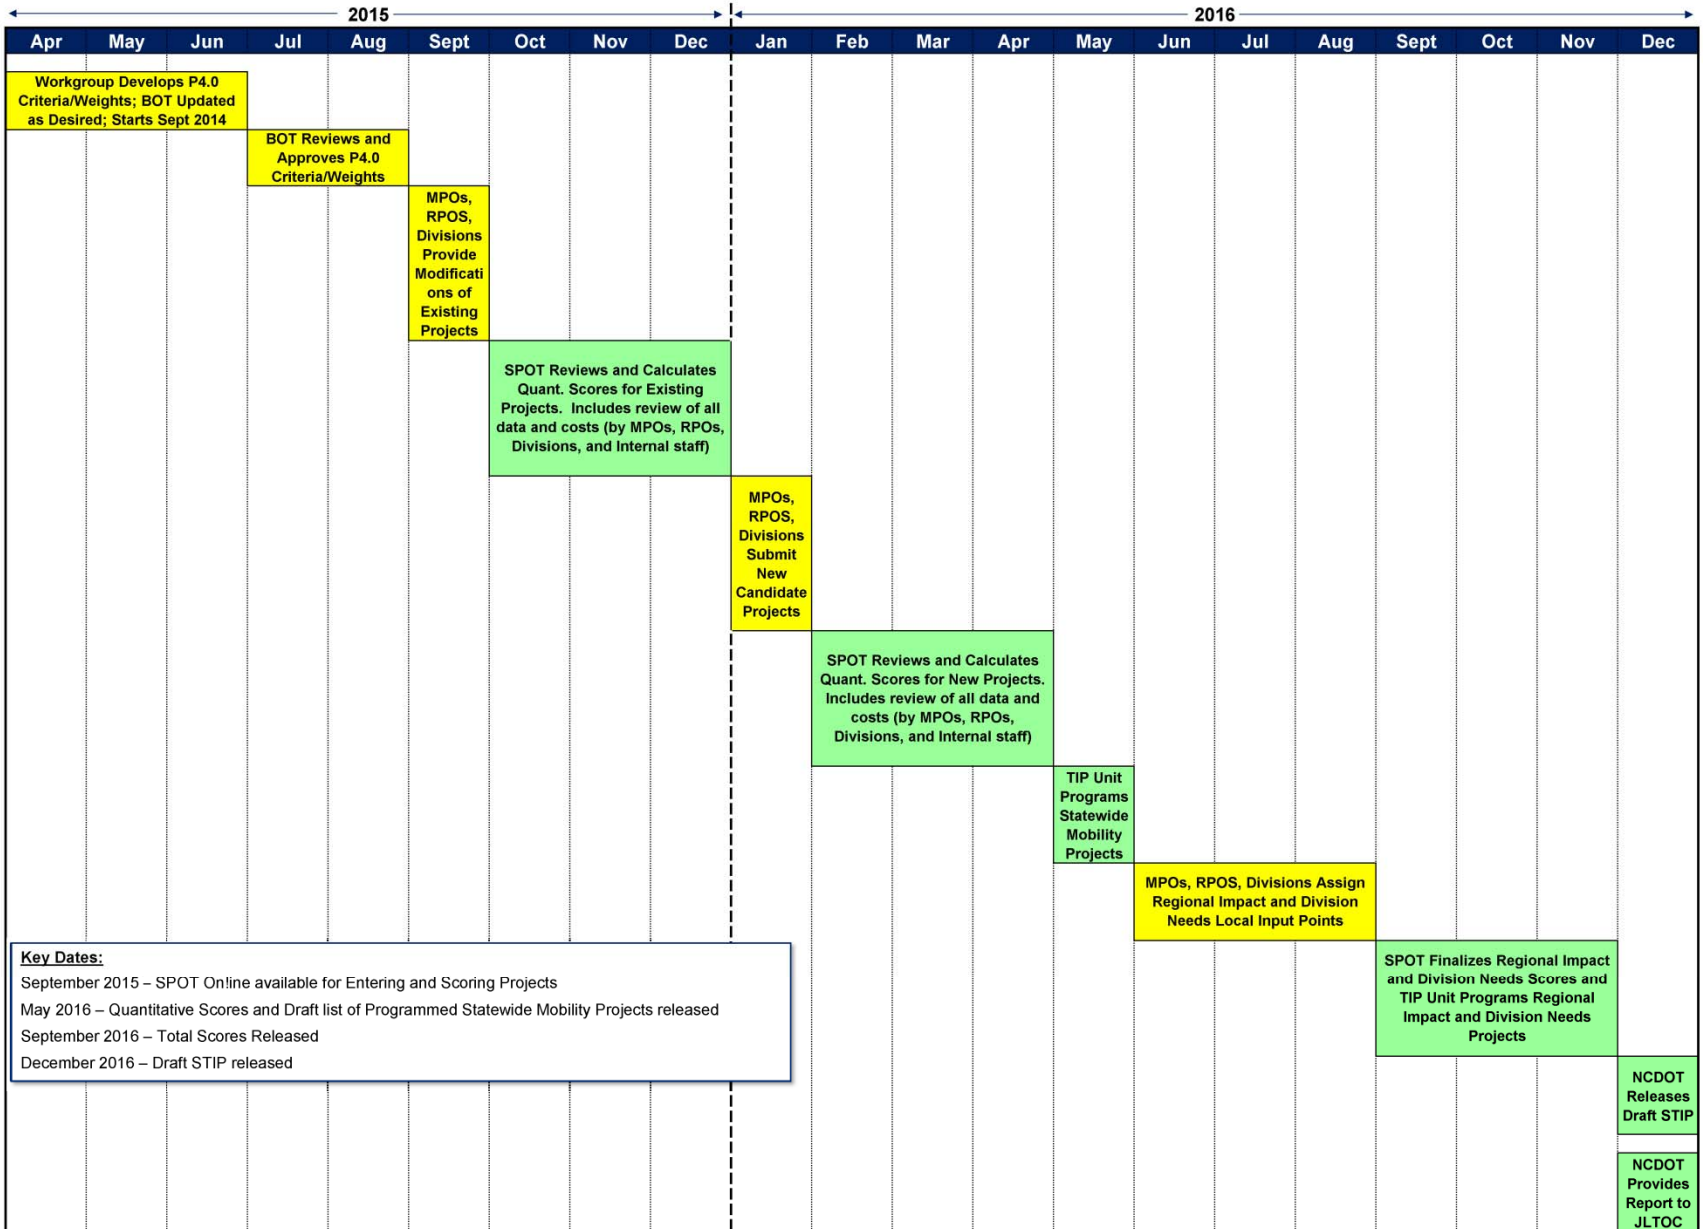 2015
2016
Apr May Jun Jul Aug Sept Oct Nov Dec Jan Feb Mar Apr May Jun Jul Aug Sept Oct Nov Dec
Workgroup Develops P4.0
Criteria/Weights; BOT Updated
as Desired; Starts Sept 2014
BOT Reviews and
Approves P4.0
Criteria/Weights
MPOs,
RPOS,
Divisions
Provide
Modificati
ons of
Existing
Projects
SPOT Reviews and Calculates
Quant. Scores for Existing
Projects. Includes review of all
data and costs (by MPOs, RPOs,
Divisions, and Internal staff)
MPOs,
RPOS,
Divisions
Submit
New
Candidate
Projects
SPOT Reviews and Calculates
Quant. Scores for New Projects.
Includes review of all data and
costs (by MPOs, RPOs,
Divisions, and Internal staff)
TIP Unit
Programs
Statewide
Mobility
Projects
MPOs, RPOS, Divisions Assign
Regional Impact and Division
Needs Local Input Points
SPOT Finalizes Regional Impact
and Division Needs Scores and
TIP Unit Programs Regional
Impact and Division Needs
Projects
NCDOT
Releases
Draft STIP
NCDOT
Provides
Report to
JLTOC
Key Dates:
September 2015 – SPOT On!ine available for Entering and Scoring Projects
May 2016 – Quantitative Scores and Draft list of Programmed Statewide Mobility Projects released
September 2016 – Total Scores Released
December 2016 – Draft STIP released